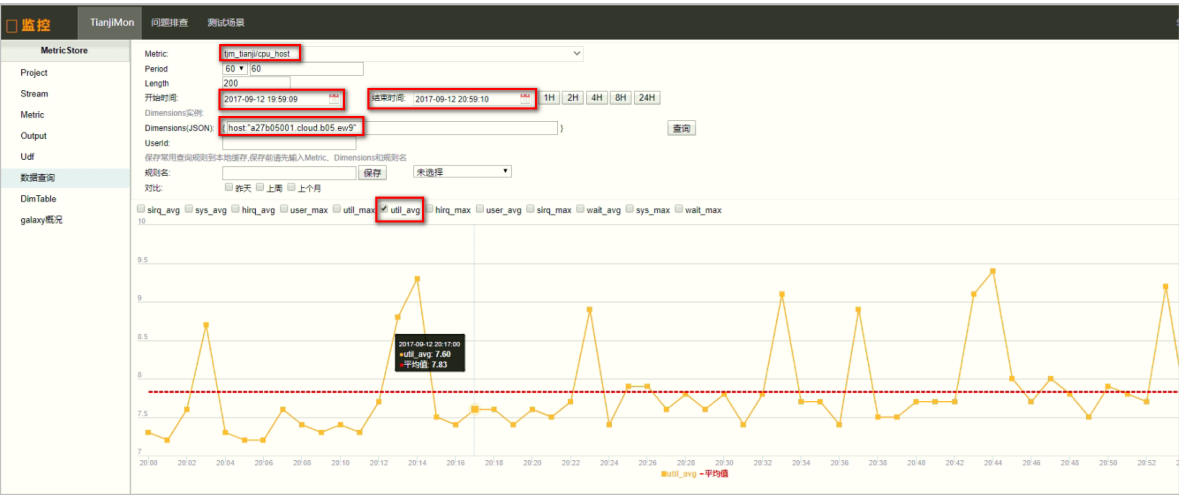 监控 TianjiMon 问题排查 测试场景
MetricStore
Project
Stream
Metric
Output
Udf
数据查询
DimTable
galaxy概况
Metric: tjm_tianji/cpu_host
Period 60 60
Length 200
开始时间: 2017-09-12 19:59:09 结束时间: 2017-09-12 20:59:10 1H 2H 4H 8H 24H
Dimensions实例:
Dimensions(JSON): { host:"a27b05001.cloud.b05.ew9" } 查询
UserId:
保存常用查询规则到本地缓存,保存前请先输入Metric、Dimensions和规则名
规则名: 保存 未选择
对比: 昨天 上周 上个月
sirq_avg sys_avg hirq_avg user_max util_max util_avg hirq_max user_avg sirq_max wait_avg sys_max wait_max
10
9.5
9
8.5
8
7.5
7
2017-09-12 20:17:00
util_avg: 7.60
平均值: 7.83
20:00 20:02 20:04 20:06 20:08 20:10 20:12 20:14 20:16 20:18 20:20 20:22 20:24 20:26 20:28 20:30 20:32 20:34 20:36 20:38 20:40 20:42 20:44 20:46 20:48 20:50 20:52
util_avg 平均值